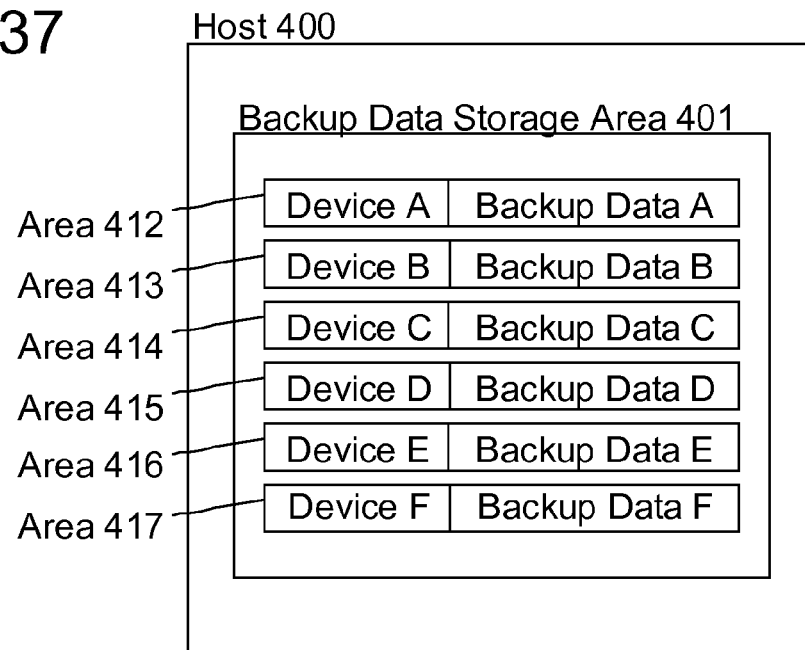 37
Host 400
Backup Data Storage Area 401
Area 412 Device A Backup Data A
Area 413 Device B Backup Data B
Area 414 Device C Backup Data C
Area 415 Device D Backup Data D
Area 416 Device E Backup Data E
Area 417 Device F Backup Data F